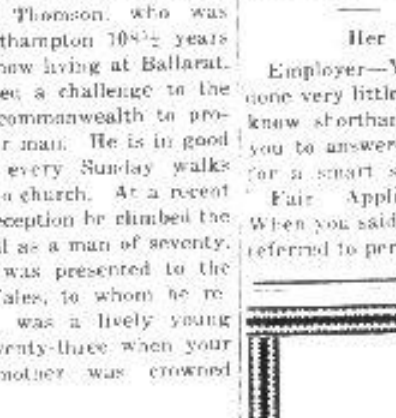 Thomson, who was
thampton 108½ years
now living at Ballarat,
ed a challenge to the
commonwealth to pro-
r man. He is in good
every Sunday walks
o church. At a recent
eception he climbed the
l as a man of seventy.
was presented to the
ales, to whom he re-
was a lively young
venty-three when your
mother was crowned
Her
Employer—Y
done very little
know shorthan
you to answer
for a smart s
Fair Appli
When you said
referred to per